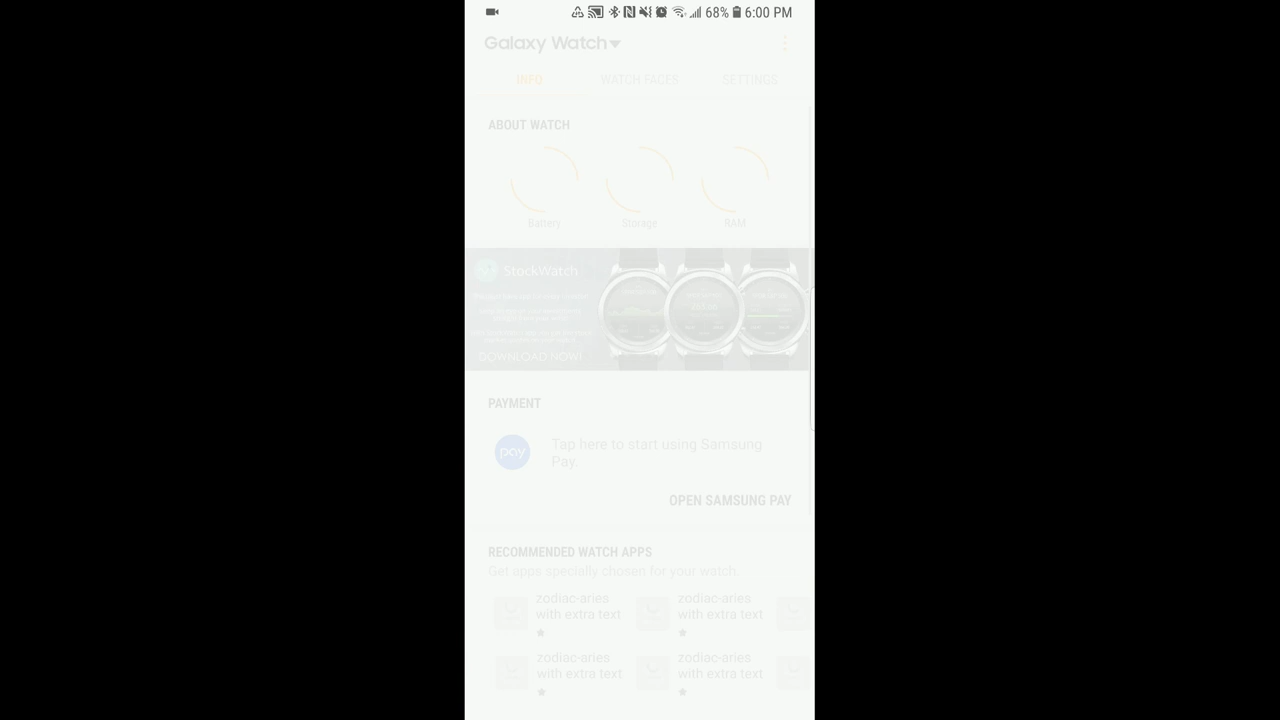 68% 6:00 PM
Galaxy Watch
INFO WATCH FACES SETTINGS
ABOUT WATCH
Battery Storage RAM
StockWatch
DOWNLOAD NOW!
PAYMENT
pay
Tap here to start using Samsung
Pay.
OPEN SAMSUNG PAY
RECOMMENDED WATCH APPS
Get apps specially chosen for your watch.
zodiac-aries zodiac-aries
with extra text with extra text
zodiac-aries zodiac-aries
with extra text with extra text